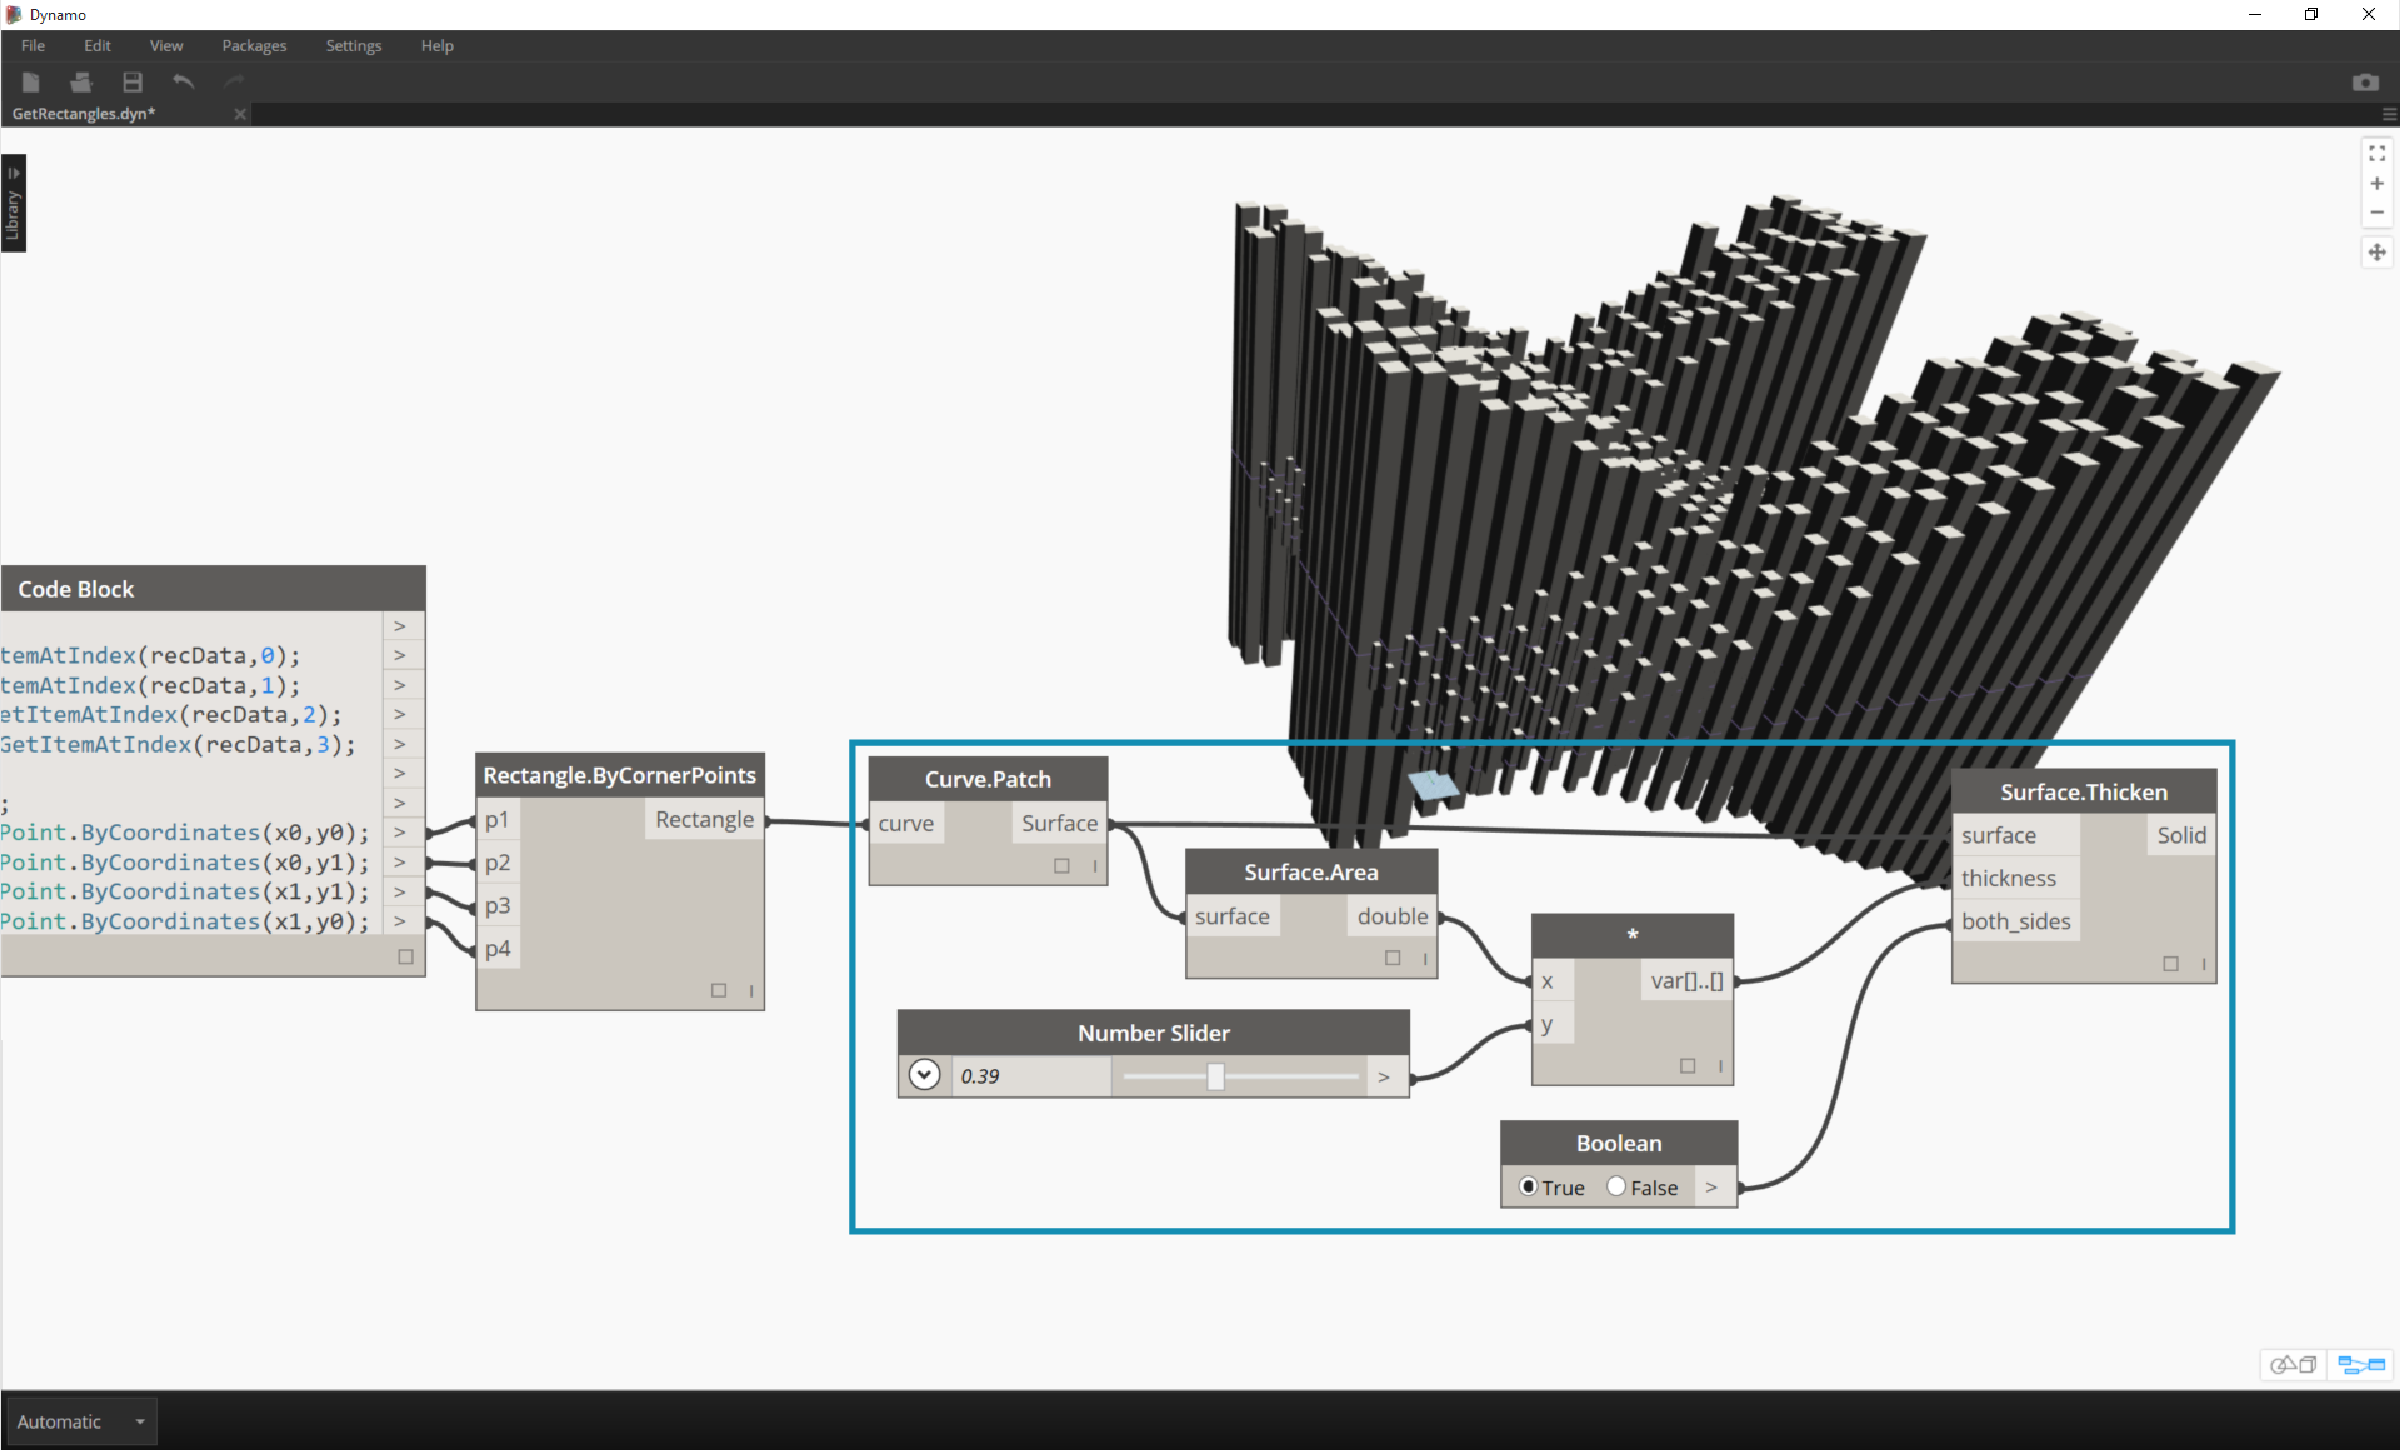 Dynamo
File Edit View Packages Settings Help
GetRectangles.dyn*
Library
Code Block
temAtIndex(recData,0);
temAtIndex(recData,1);
etItemAtIndex(recData,2);
GetItemAtIndex(recData,3);
;
Point.ByCoordinates(x0,y0);
Point.ByCoordinates(x0,y1);
Point.ByCoordinates(x1,y1);
Point.ByCoordinates(x1,y0);
Rectangle.ByCornerPoints
p1 Rectangle
p2
p3
p4
Curve.Patch
curve Surface
Surface.Area
surface double
Number Slider
0.39 >
*
x var[]..[]
y
Boolean
True False >
Surface.Thicken
surface Solid
thickness
both_sides
Automatic